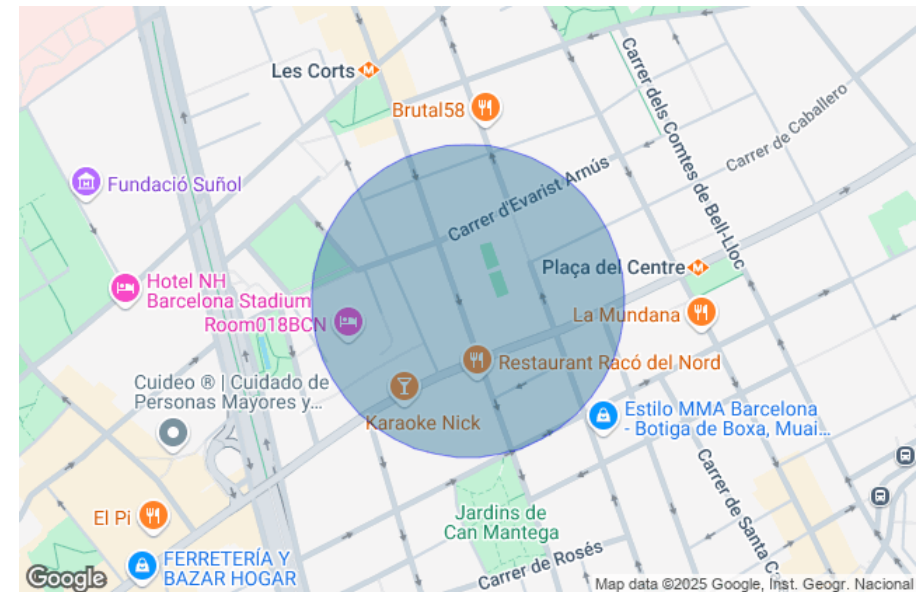 Les Corts
Brutal58
Carrer dels Comtes de Bell-Lloc
Carrer de Caballero
Fundació Suñol
Carrer d'Evarist Arnús
Plaça del Centre
Hotel NH
Barcelona Stadium
Room018BCN
La Mundana
Restaurant Racó del Nord
Cuideo ® | Cuidado de
Personas Mayores y...
Karaoke Nick
Estilo MMA Barcelona
- Botiga de Boxa, Muai...
El Pi
Jardins de
Can Mantega
Carrer de Santa
FERRETERÍA Y
BAZAR HOGAR
Carrer de Rosés
Google
Map data ©2025 Google, Inst. Geogr. Nacional